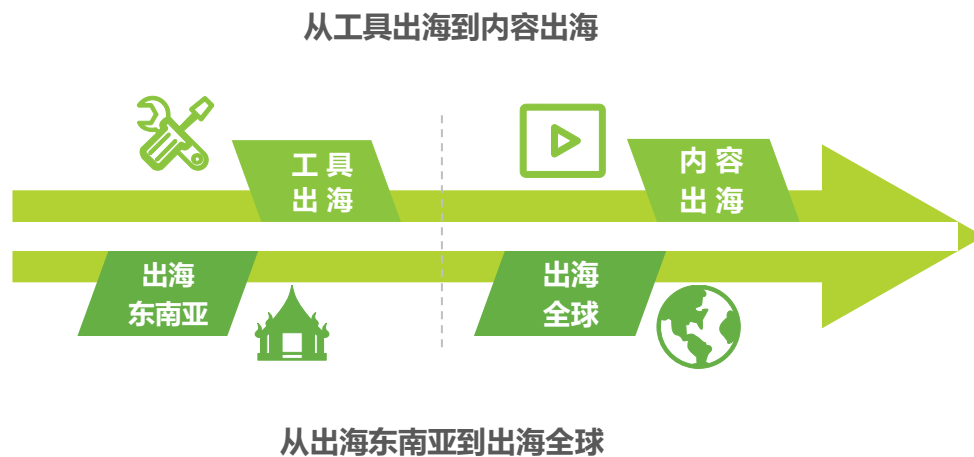 从工具出海到内容出海
工具
出海
内容
出海
出海
东南亚
出海
全球
从出海东南亚到出海全球